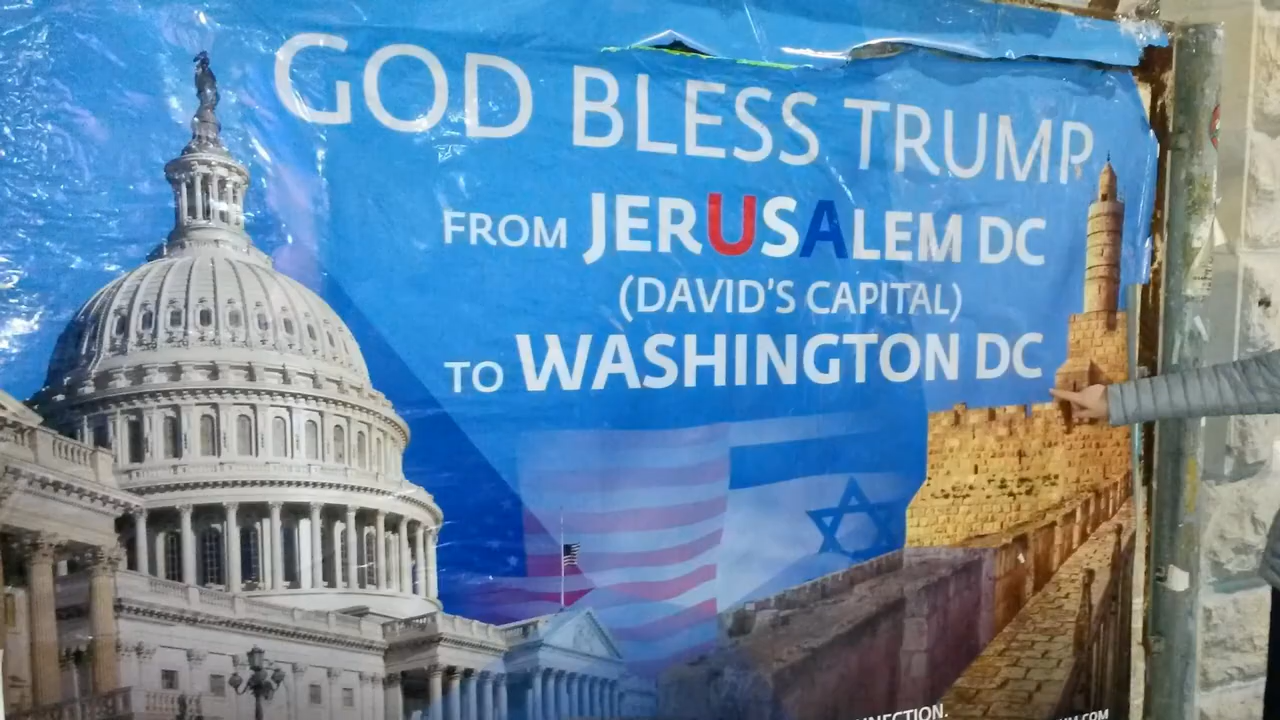 GOD BLESS TRUMP
FROM JERUSALEM DC
(DAVID'S CAPITAL)
TO WASHINGTON DC